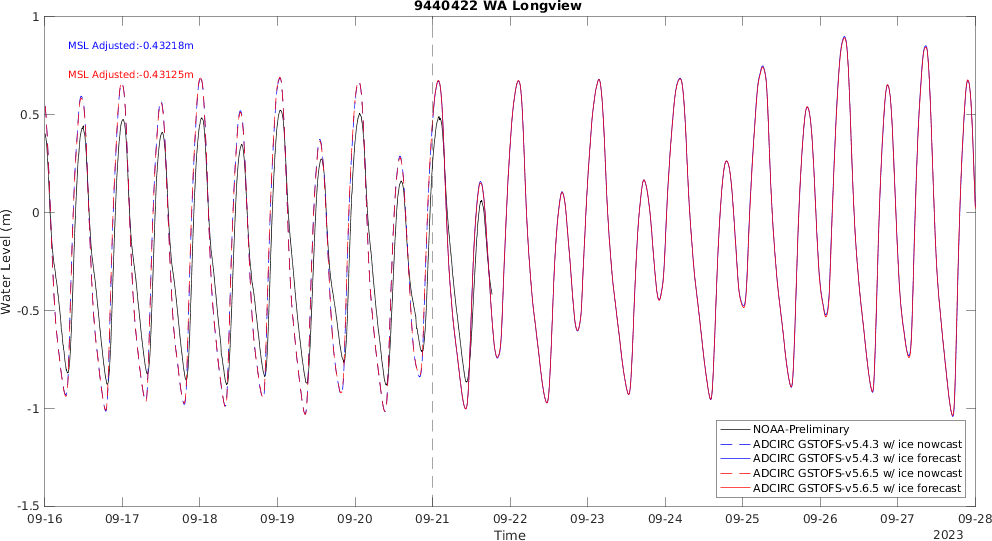 9440422 WA Longview
MSL Adjusted:-0.43218m
MSL Adjusted:-0.43125m
Water Level (m)
1
0.5
0
-0.5
-1
-1.5
NOAA-Preliminary
ADCIRC GSTOFS-v5.4.3 w/ ice nowcast
ADCIRC GSTOFS-v5.4.3 w/ ice forecast
ADCIRC GSTOFS-v5.6.5 w/ ice nowcast
ADCIRC GSTOFS-v5.6.5 w/ ice forecast
09-16 09-17 09-18 09-19 09-20 09-21 09-22 09-23 09-24 09-25 09-26 09-27 09-28
Time
2023